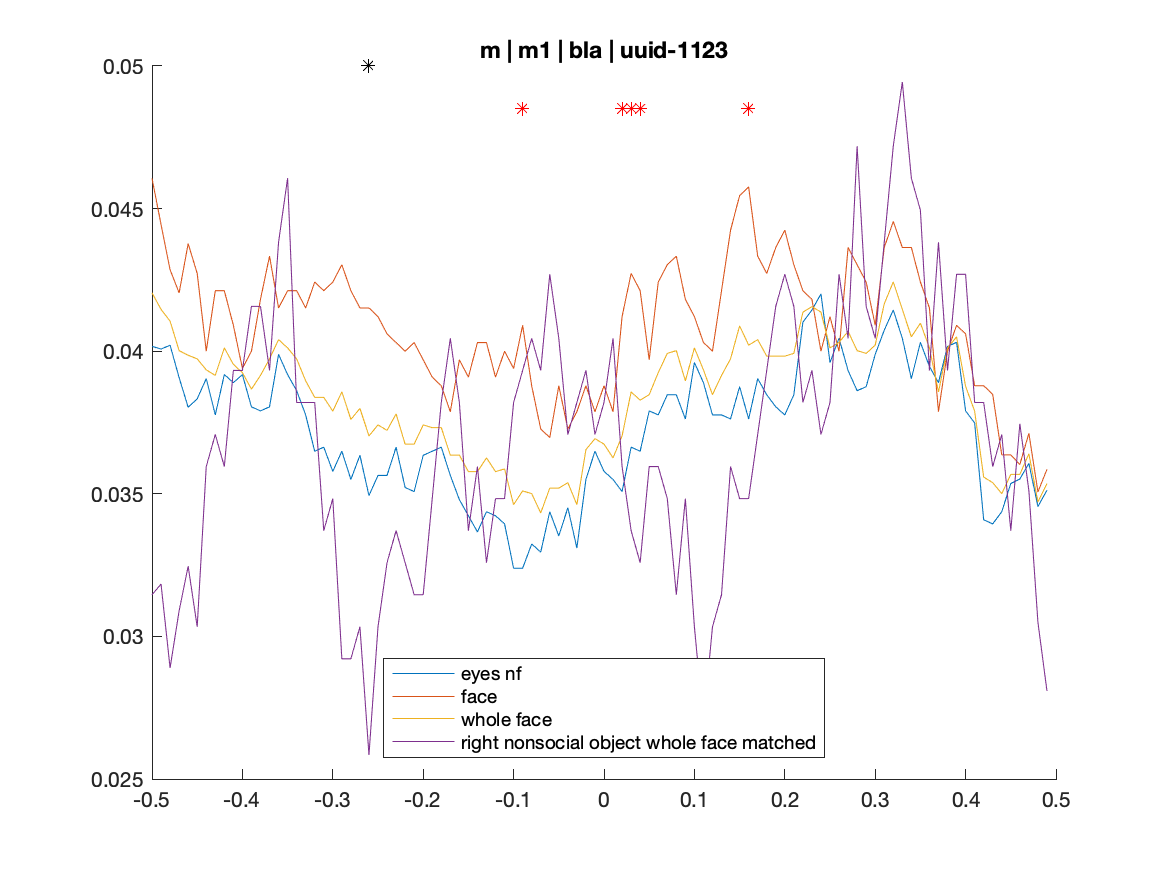 m | m1 | bla | uuid-1123
0.05
0.045
0.04
0.035
0.03
0.025
eyes nf
face
whole face
right nonsocial object whole face matched
-0.5 -0.4 -0.3 -0.2 -0.1 0 0.1 0.2 0.3 0.4 0.5